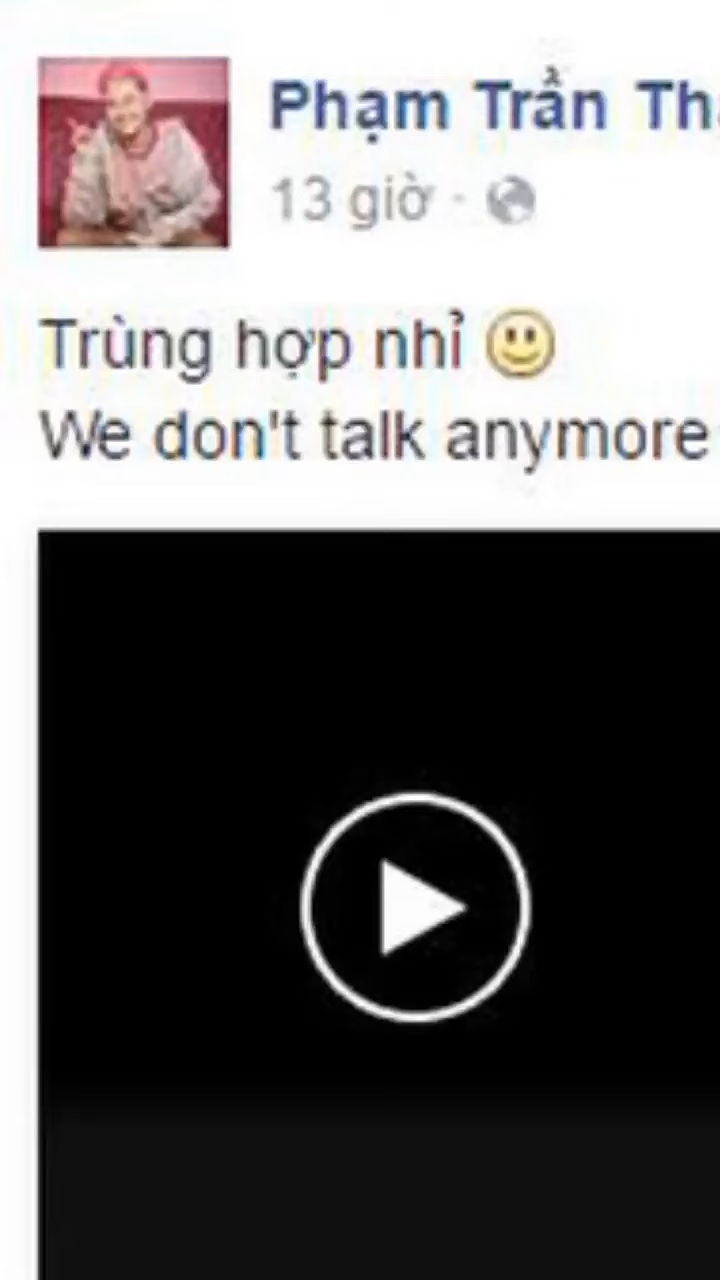 Phạm Trần
13 giờ ·
Trùng hợp nhỉ
We don't talk anymore